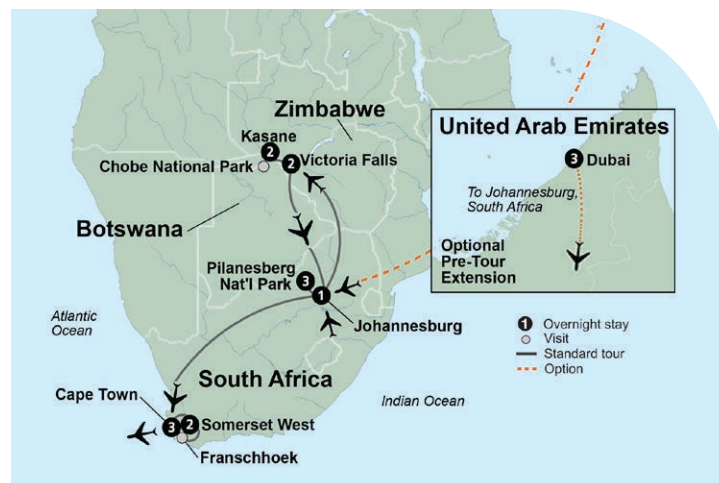 Zimbabwe
Kasane
2
Chobe National Park
2
Victoria Falls
Botswana
Pilanesberg
Nat'l Park
3
1
Johannesburg
Atlantic
Ocean
South Africa
Cape Town
3
2
Somerset West
Franschhoek
Indian Ocean
United Arab Emirates
3
Dubai
To Johannesburg,
South Africa
Optional
Pre-Tour
Extension
1 Overnight stay
Visit
Standard tour
Option